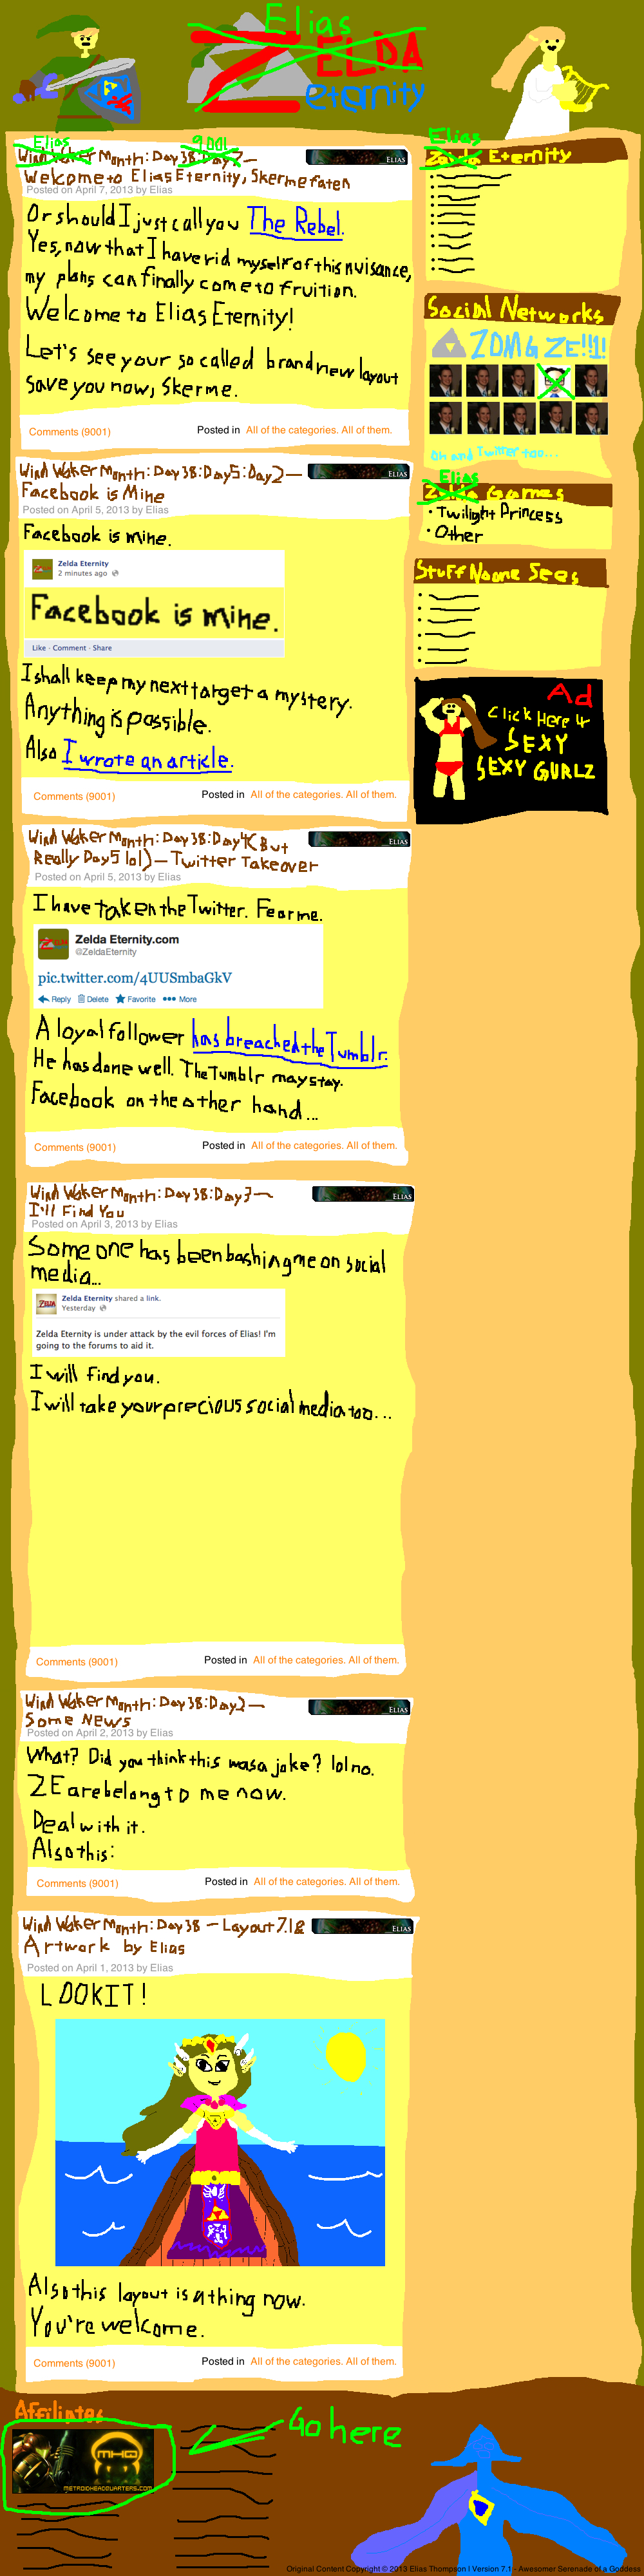 Elias
ZELDA
eternity
Elias
9001
Wind Waker Month: Day 38: Day 7 —
Welcome to Elias Eternity, Skerme faten
ELIAS
Posted on April 7, 2013 by Elias
Or should I just call you The Rebel.
Yes, now that I have rid myself of this nuisance,
my plans can finally come to fruition.
Welcome to Elias Eternity!
Let's see your so called brand new layout
save you now, Skerme.
Comments (9001)
Posted in All of the categories. All of them.
Wind Waker Month: Day 38: Day 5: Day 2 —
Facebook is Mine
ELIAS
Posted on April 5, 2013 by Elias
Facebook is mine.
Zelda Eternity
2 minutes ago
Facebook is mine.
Like · Comment · Share
I shall keep my next target a mystery.
Anything is possible.
Also I wrote an article.
Comments (9001)
Posted in All of the categories. All of them.
Wind Waker Month: Day 38: Day 4 (But
Really Day 5 lol) — Twitter Takeover
ELIAS
Posted on April 5, 2013 by Elias
I have taken the Twitter. Fear me.
Zelda Eternity.com
@ZeldaEternity
pic.twitter.com/4UUSmbaGkV
Reply Delete Favorite More
A loyal follower has breached the Tumblr.
He has done well. The Tumblr may stay.
Facebook on the other hand...
Comments (9001)
Posted in All of the categories. All of them.
Wind Waker Month: Day 38: Day 3 —
I'll Find You
ELIAS
Posted on April 3, 2013 by Elias
Someone has been bashing me on social
media...
Zelda Eternity shared a link.
Yesterday
Zelda Eternity is under attack by the evil forces of Elias! I'm
going to the forums to aid it.
I will find you.
I will take your precious social media too...
Comments (9001)
Posted in All of the categories. All of them.
Wind Waker Month: Day 38: Day 2 —
Some News
ELIAS
Posted on April 2, 2013 by Elias
What? Did you think this was a joke? lol no.
ZE are belong to me now.
Deal with it.
Also this:
Comments (9001)
Posted in All of the categories. All of them.
Wind Waker Month: Day 38 - Layout 7.1 &
Artwork by Elias
ELIAS
Posted on April 1, 2013 by Elias
LOOKIT!
Also this layout is a thing now.
You're welcome.
Comments (9001)
Posted in All of the categories. All of them.
Elias
Zelda Eternity
Social Networks
ZOMG ZE!!1!
Oh and Twitter too...
Elias
Zelda Games
• Twilight Princess
• Other
Stuff No one Sees
Ad
Click Here 4
SEXY
SEXY GURLZ
Affiliates
Go here
MHQ
METROIDHEADQUARTERS.COM
Original Content Copyright © 2013 Elias Thompson | Version 7.1 - Awesomer Serenade of a Goddess